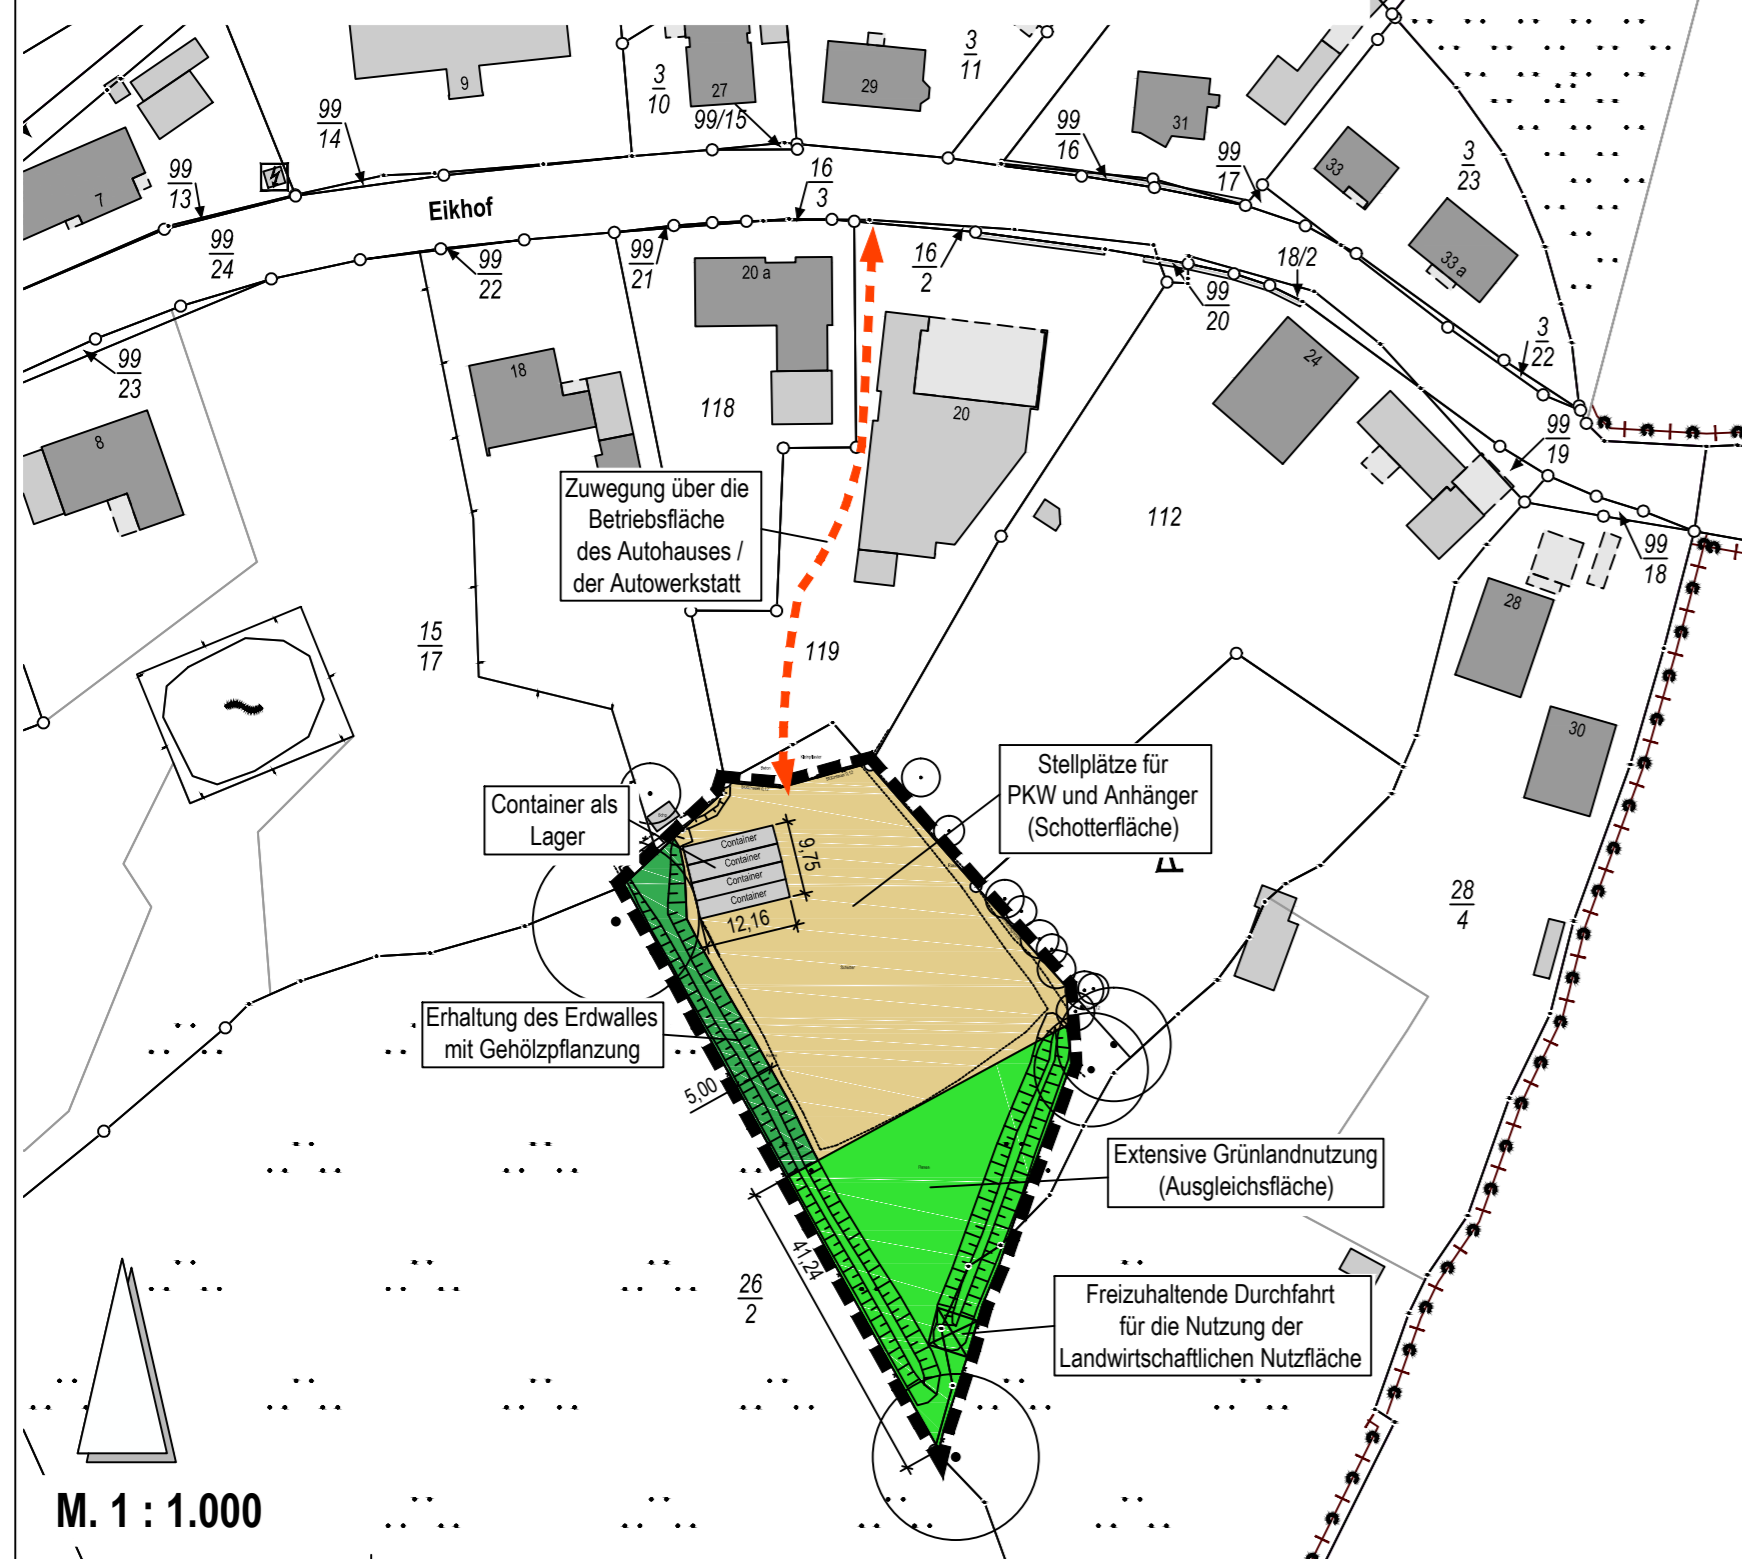 9
3
10
27
29
3
11
31
99
14
99/15
99
16
99
17
33
3
23
7
99
13
16
3
Eikhof
99
24
99
22
99
21
20 a
16
2
99
20
18/2
33 a
99
23
18
118
20
24
3
22
8
99
19
Zuwegung über die
Betriebsfläche
des Autohauses /
der Autowerkstatt
112
99
18
28
15
17
119
30
Container als
Lager
Stellplätze für
PKW und Anhänger
(Schotterfläche)
Container
Container
Container
Container
9,75
12,16
28
4
Schotter
Erhaltung des Erdwalles
mit Gehölzpflanzung
5,00
Extensive Grünlandnutzung
(Ausgleichsfläche)
41,24
26
2
Freizuhaltende Durchfahrt
für die Nutzung der
Landwirtschaftlichen Nutzfläche
M. 1 : 1.000